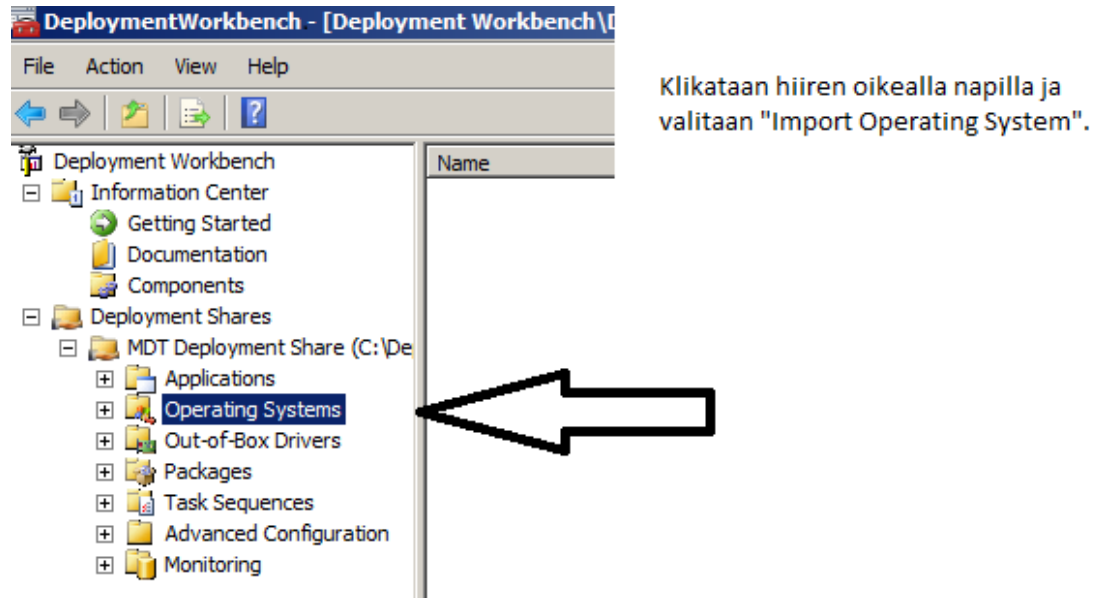 DeploymentWorkbench - [Deployment Workbench\D
File Action View Help
Klikataan hiiren oikealla napilla ja
valitaan "Import Operating System".
Deployment Workbench
Name
Information Center
Getting Started
Documentation
Components
Deployment Shares
MDT Deployment Share (C:\De
Applications
Operating Systems
Out-of-Box Drivers
Packages
Task Sequences
Advanced Configuration
Monitoring